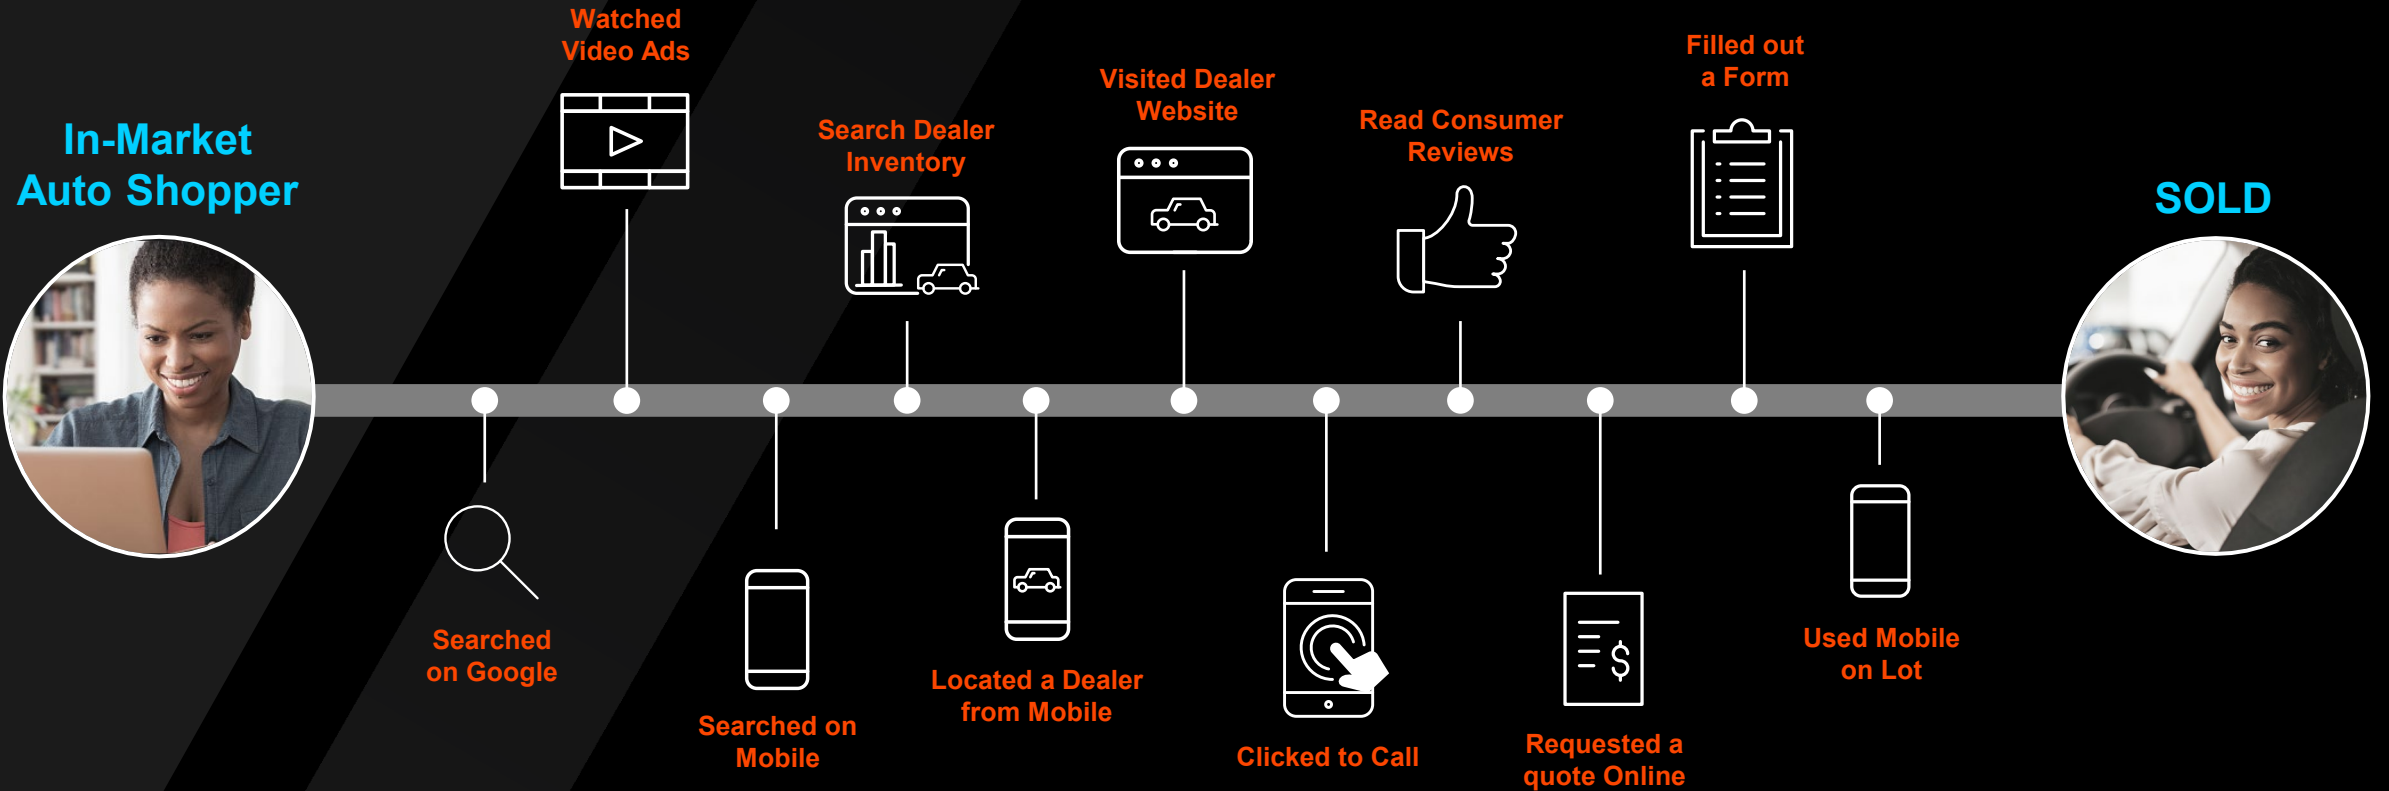 In-Market
Auto Shopper
Searched
on Google
Watched
Video Ads
Searched on
Mobile
Search Dealer
Inventory
Located a Dealer
from Mobile
Visited Dealer
Website
Clicked to Call
Read Consumer
Reviews
Requested a
quote Online
$
Filled out
a Form
Used Mobile
on Lot
SOLD